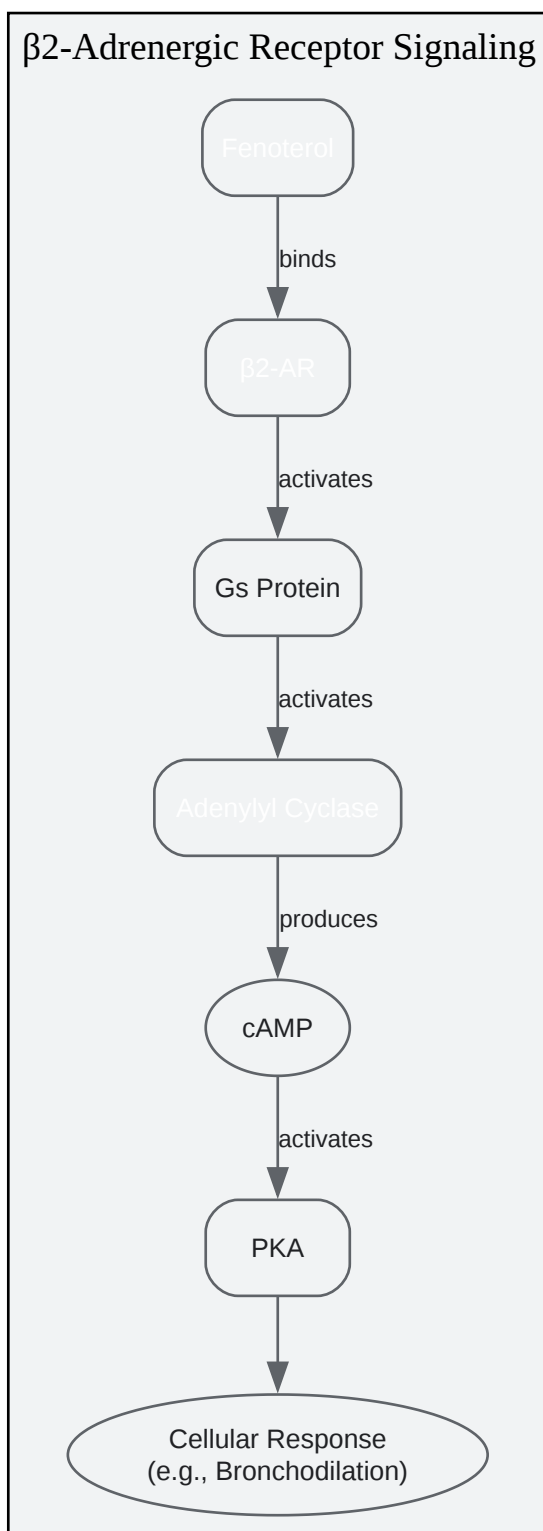 β2-Adrenergic Receptor Signaling
Fenoterol
binds
β2-AR
activates
Gs Protein
activates
Adenylyl Cyclase
produces
cAMP
activates
PKA
Cellular Response
(e.g., Bronchodilation)